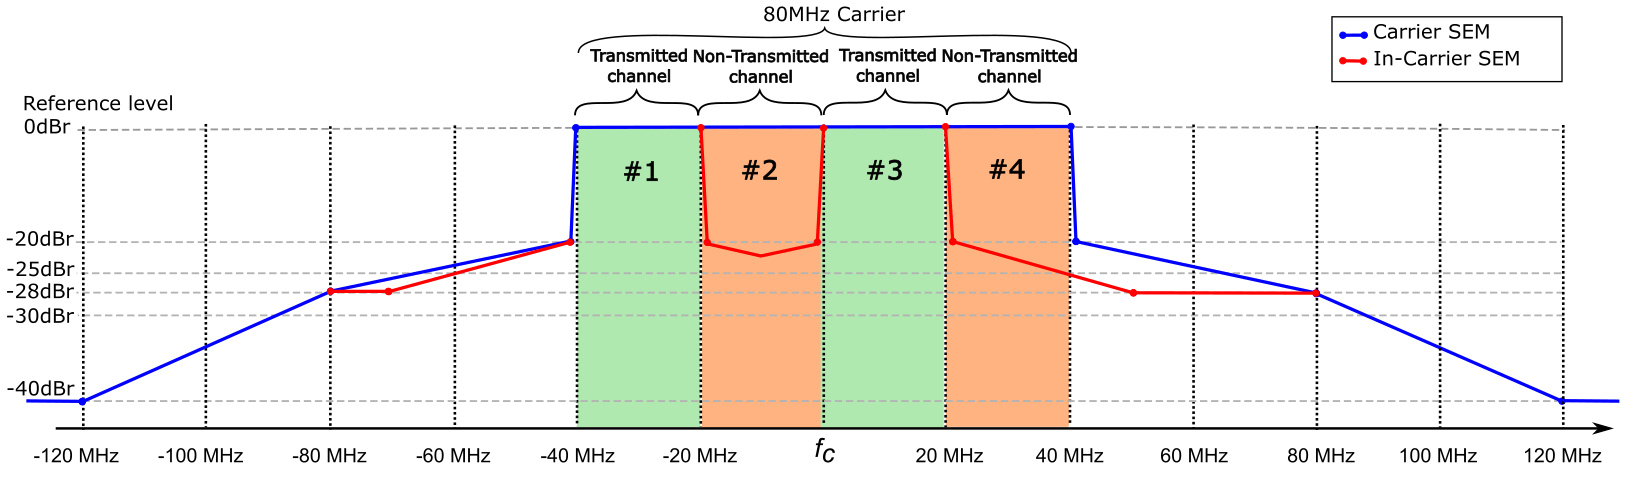 80MHz Carrier
Carrier SEM
In-Carrier SEM
Transmitted channel
Non-Transmitted channel
Transmitted channel
Non-Transmitted channel
Reference level
0dBr
#1
#2
#3
#4
-20dBr
-25dBr
-28dBr
-30dBr
-40dBr
-120 MHz
-100 MHz
-80 MHz
-60 MHz
-40 MHz
-20 MHz
fc
20 MHz
40 MHz
60 MHz
80 MHz
100 MHz
120 MHz